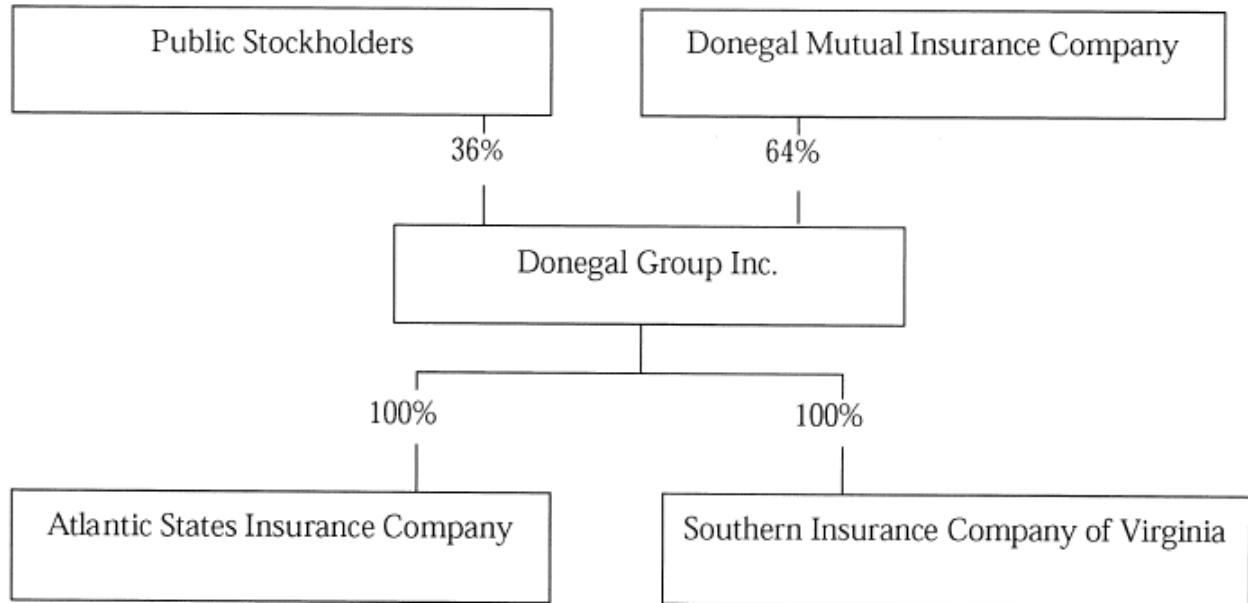 Public Stockholders
Donegal Mutual Insurance Company
36%
64%
Donegal Group Inc.
100%
100%
Atlantic States Insurance Company
Southern Insurance Company of Virginia